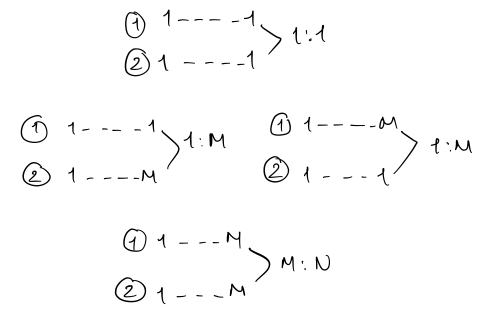 ① 1 - - - - 1
1:1
② 1 - - - - 1
① 1 - - - - 1
1:M
② 1 - - - - M
① 1 - - - - M
1:M
② 1 - - - 1
① 1 - - - M
M:N
② 1 - - - M